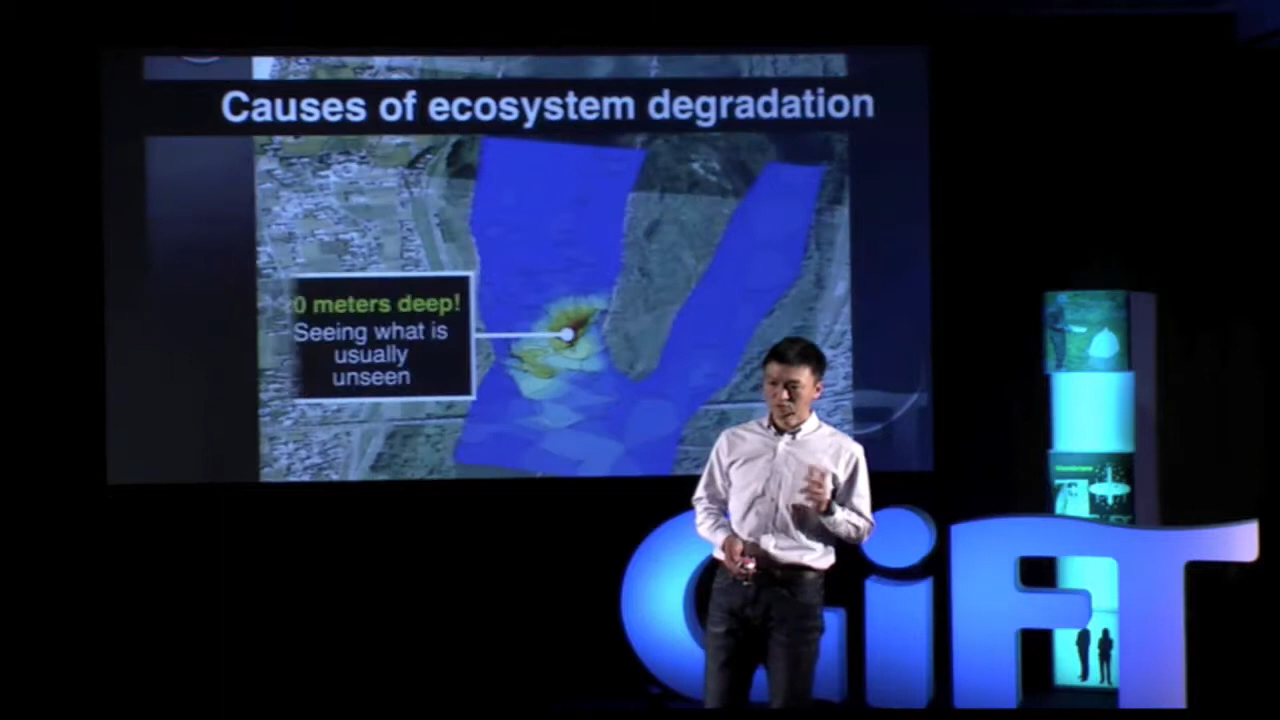 Causes of ecosystem degradation
0 meters deep!
Seeing what is
usually
unseen
GiFT